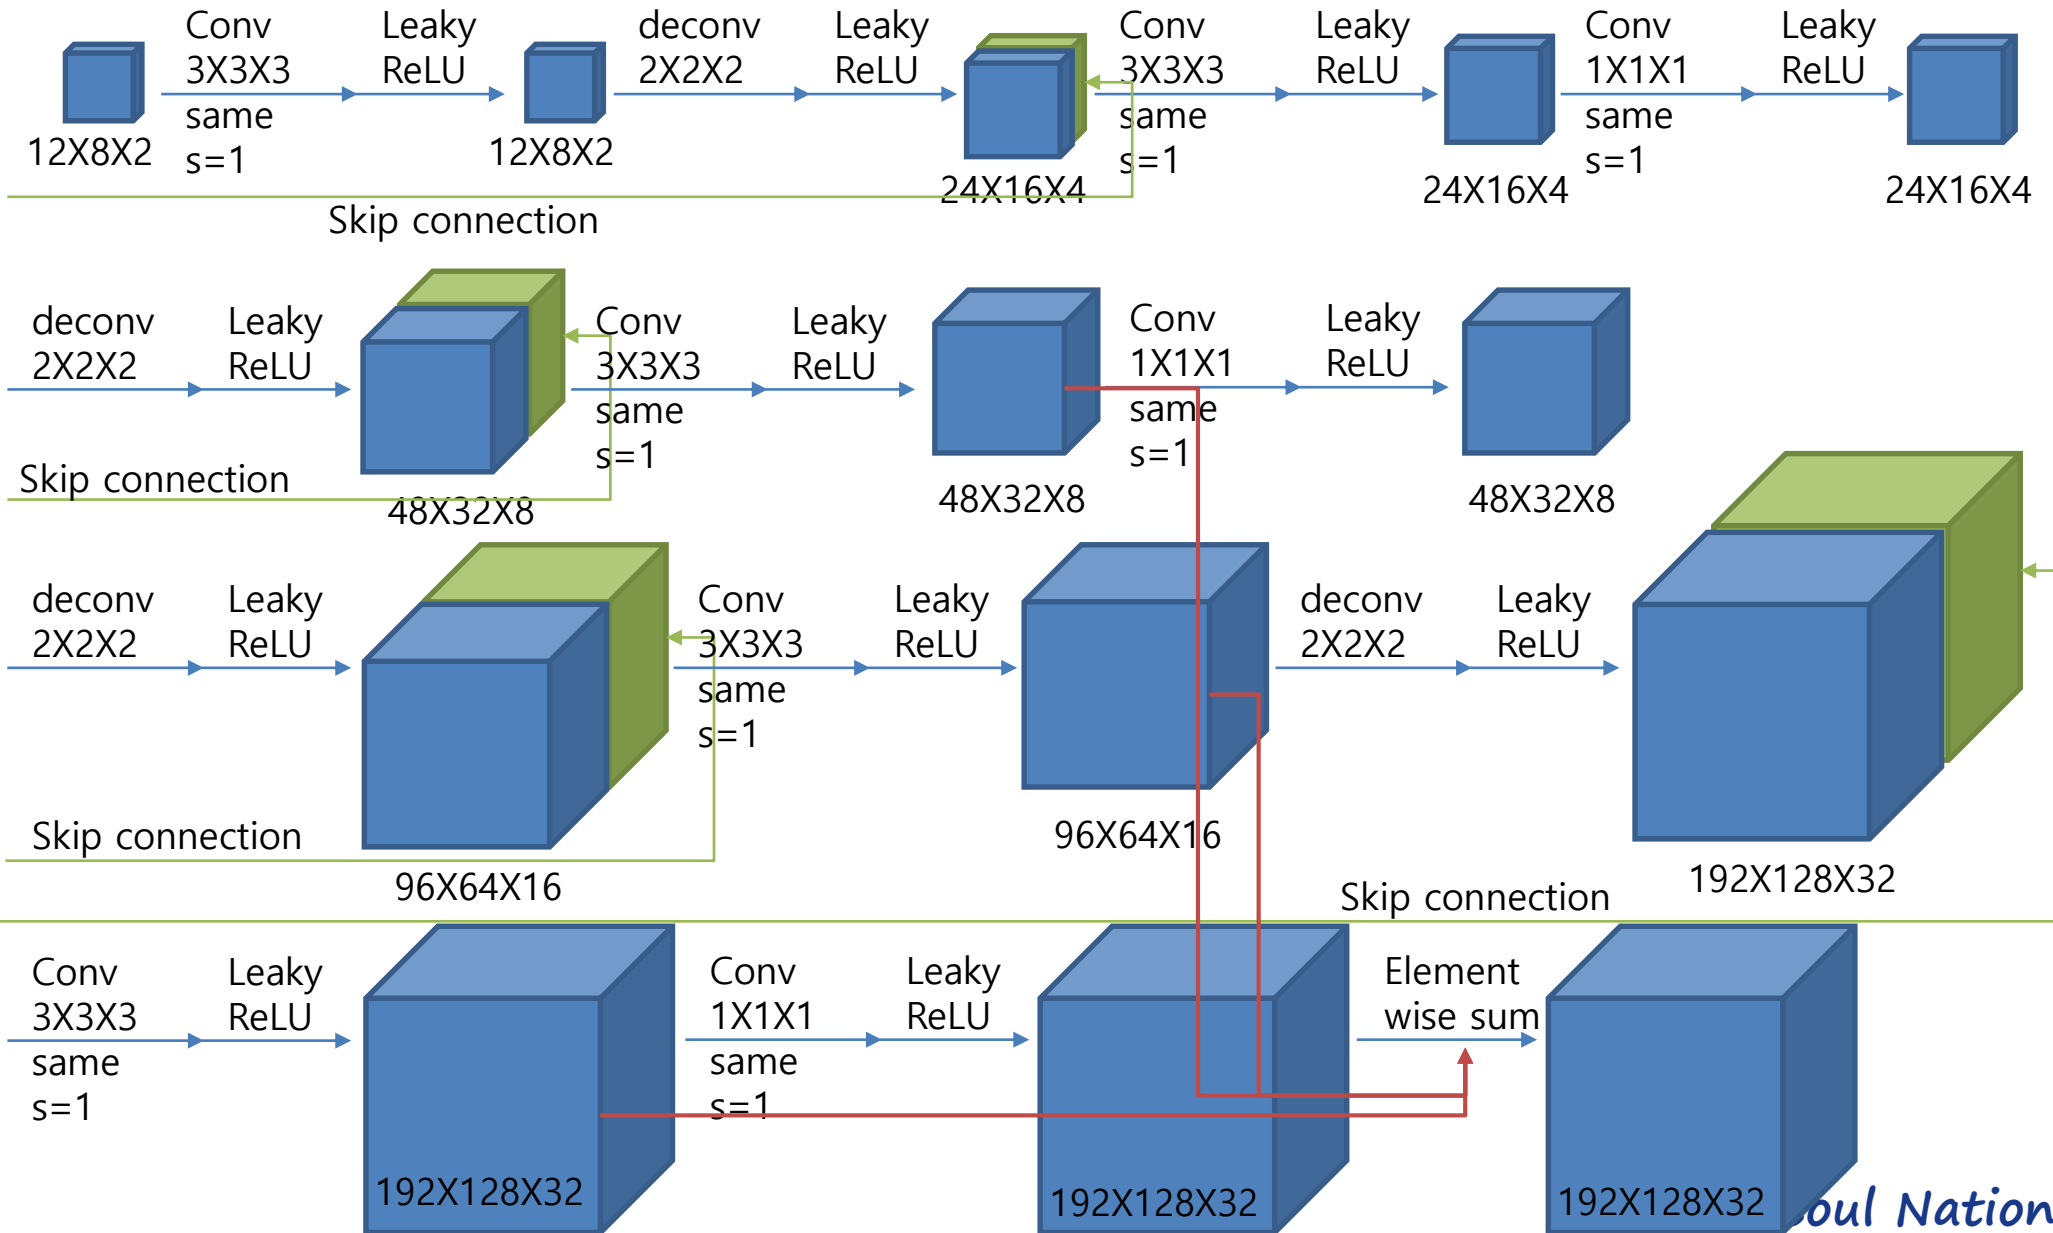 Conv
3X3X3
same
s=1
Leaky
ReLU
deconv
2X2X2
Leaky
ReLU
Conv
3X3X3
same
s=1
Leaky
ReLU
Conv
1X1X1
same
s=1
Leaky
ReLU
12X8X2
12X8X2
24X16X4
24X16X4
24X16X4
Skip connection
deconv
2X2X2
Leaky
ReLU
Conv
3X3X3
same
s=1
Leaky
ReLU
Conv
1X1X1
same
s=1
Leaky
ReLU
Skip connection
48X32X8
48X32X8
48X32X8
deconv
2X2X2
Leaky
ReLU
Conv
3X3X3
same
s=1
Leaky
ReLU
deconv
2X2X2
Leaky
ReLU
Skip connection
96X64X16
96X64X16
192X128X32
Skip connection
Conv
3X3X3
same
s=1
Leaky
ReLU
Conv
1X1X1
same
s=1
Leaky
ReLU
Element
wise sum
192X128X32
192X128X32
192X128X32
oul Nation